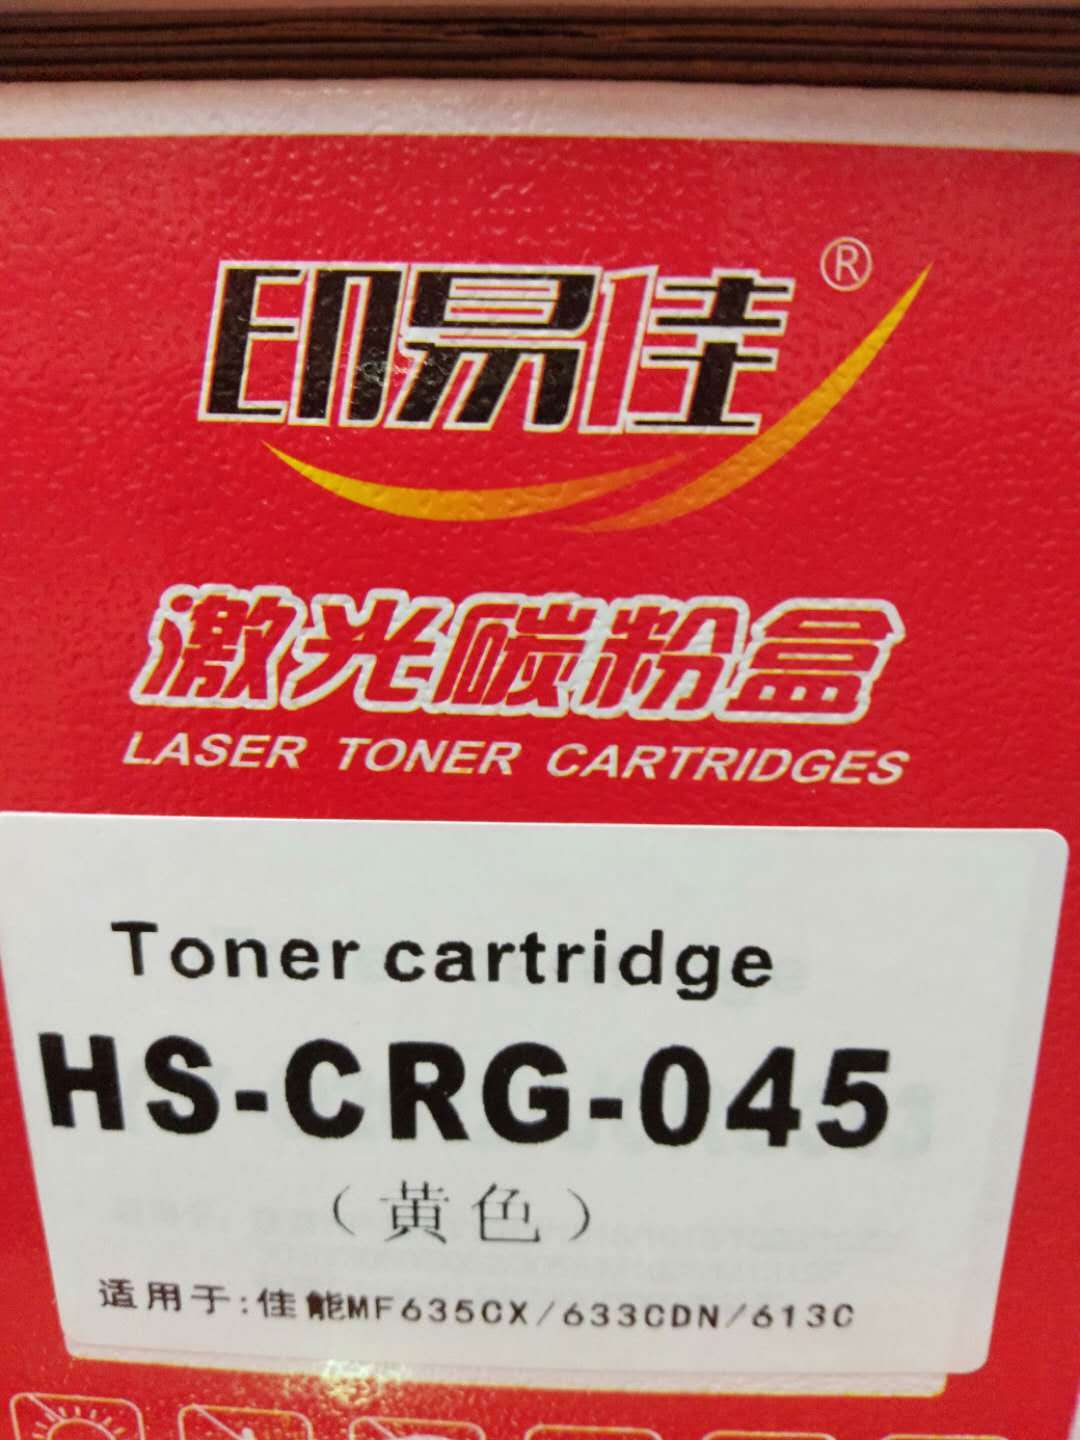 印易佳®
激光碳粉盒
LASER TONER CARTRIDGES
Toner cartridge
HS-CRG-045
（黄色）
适用于:佳能MF635CX/633CDN/613C